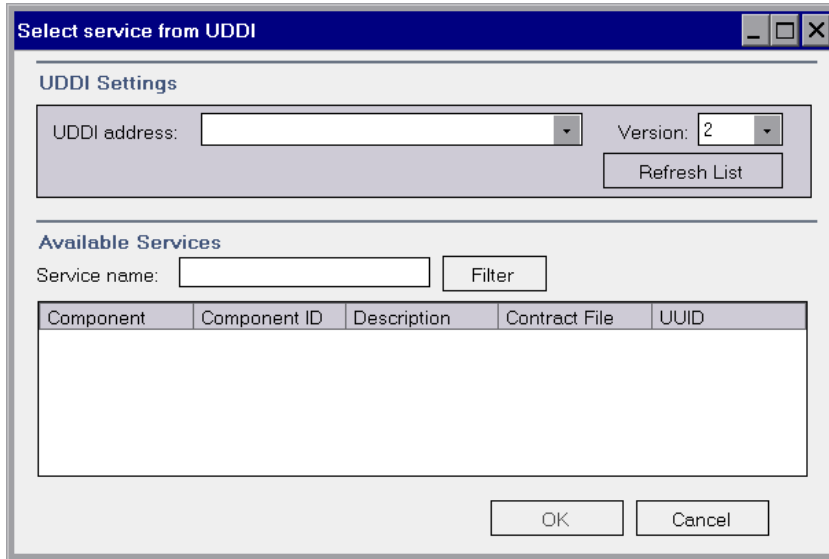 Select service from UDDI
UDDI Settings
UDDI address: Version: 2
Refresh List
Available Services
Service name: Filter
Component Component ID Description Contract File UUID
OK Cancel